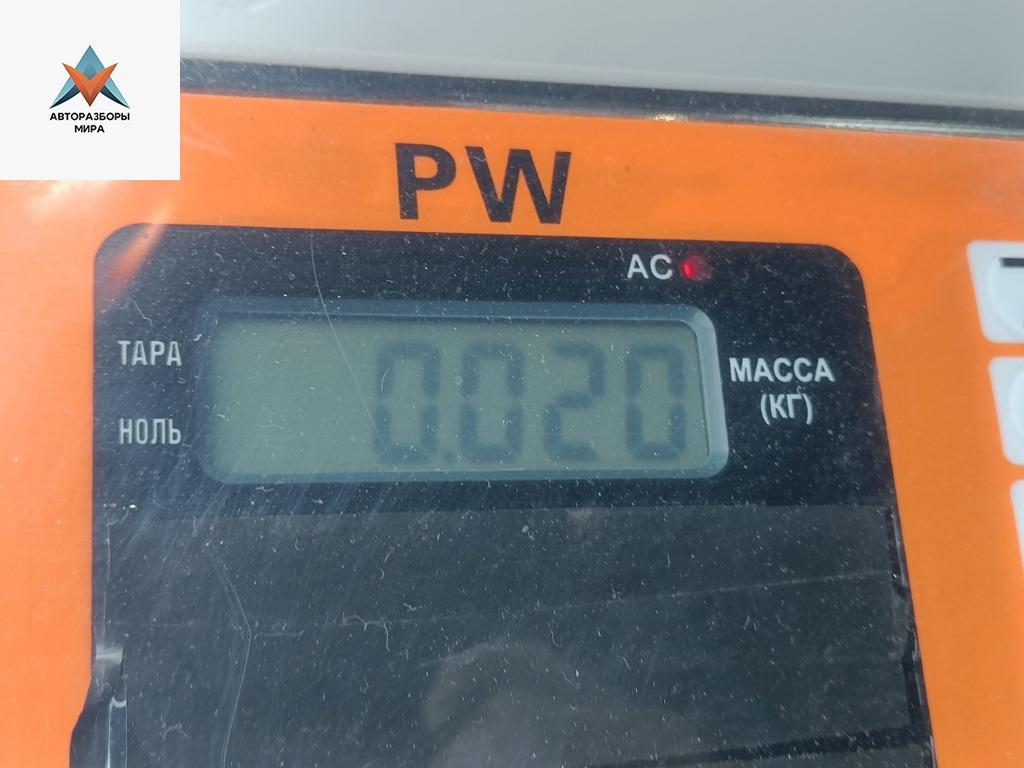 АВТОРАЗБОРЫ
МИРА
PW
AC
ТАРА
0.020
МАССА
(КГ)
НОЛЬ